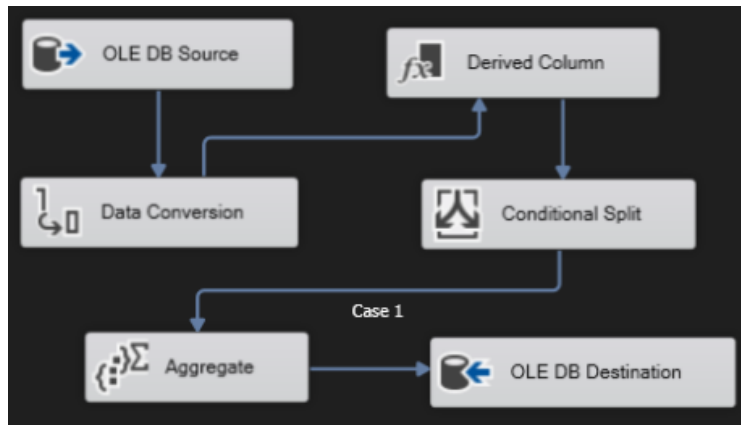 OLE DB Source
Derived Column
Data Conversion
Conditional Split
Case 1
Aggregate
OLE DB Destination